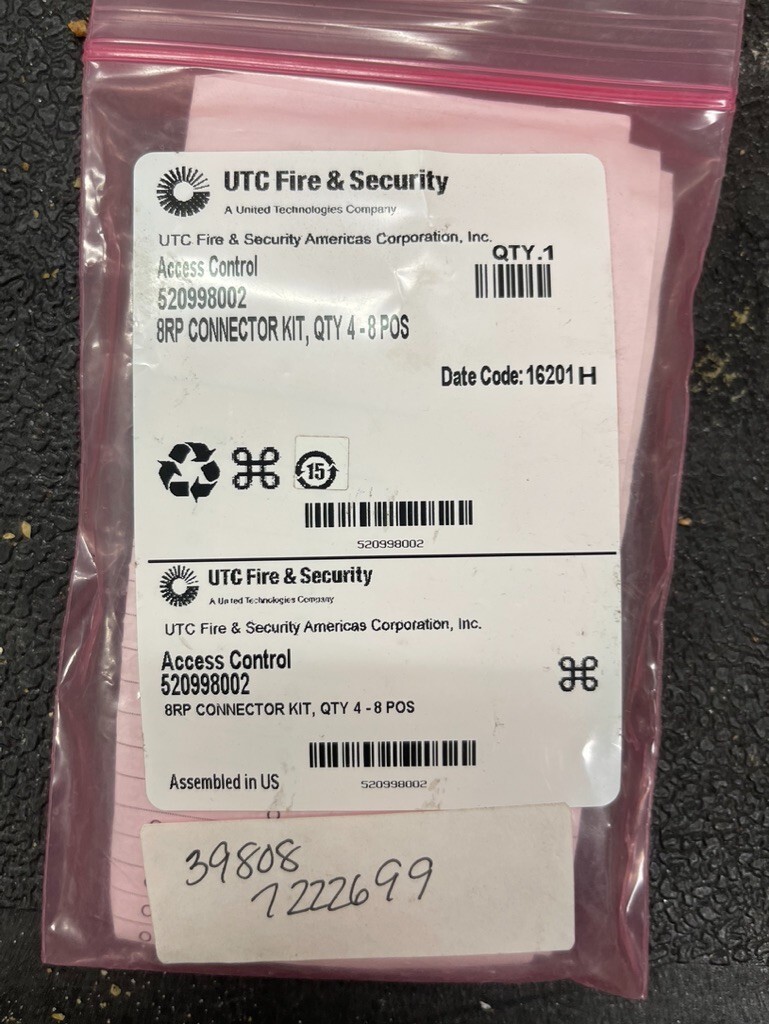 UTC Fire & Security
A United Technologies Company
UTC Fire & Security Americas Corporation, Inc.
QTY.1
Access Control
520998002
8RP CONNECTOR KIT, QTY 4 - 8 POS
Date Code: 16201 H
15
520998002
UTC Fire & Security
A United Technologies Company
UTC Fire & Security Americas Corporation, Inc.
Access Control
520998002
8RP CONNECTOR KIT, QTY 4 - 8 POS
Assembled in US
520998002
39808
7222699